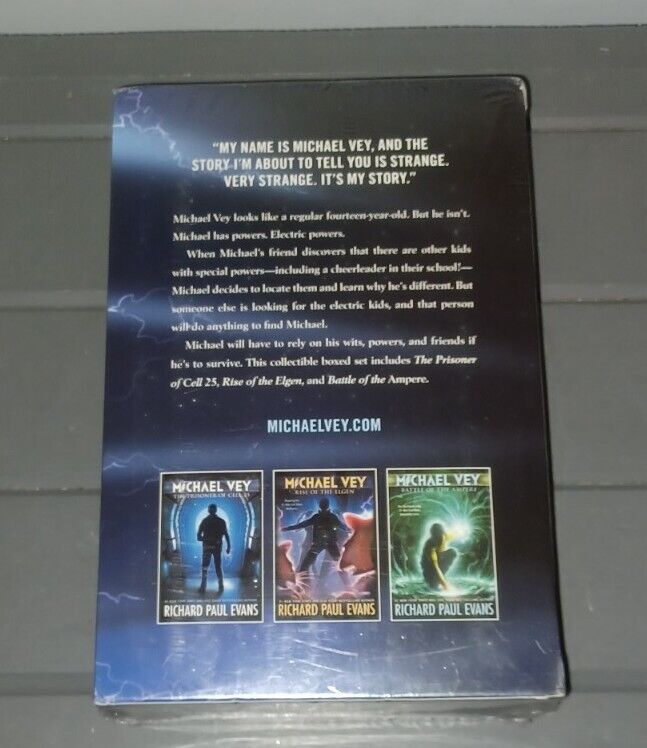 "MY NAME IS MICHAEL VEY, AND THE
STORY I'M ABOUT TO TELL YOU IS STRANGE.
VERY STRANGE. IT'S MY STORY."
Michael Vey looks like a regular fourteen-year-old. But he isn't.
Michael has powers. Electric powers.
When Michael's friend discovers that there are other kids
with special powers—including a cheerleader in their school!—
Michael decides to locate them and learn why he's different. But
someone else is looking for the electric kids, and that person
will do anything to find Michael.
Michael will have to rely on his wits, powers, and friends if
he's to survive. This collectible boxed set includes The Prisoner
of Cell 25, Rise of the Elgen, and Battle of the Ampere.
MICHAELVEY.COM
MICHAEL VEY
THE PRISONER OF CELL 25
RICHARD PAUL EVANS
MICHAEL VEY
RISE OF THE ELGEN
RICHARD PAUL EVANS
MICHAEL VEY
BATTLE OF THE AMPERE
RICHARD PAUL EVANS